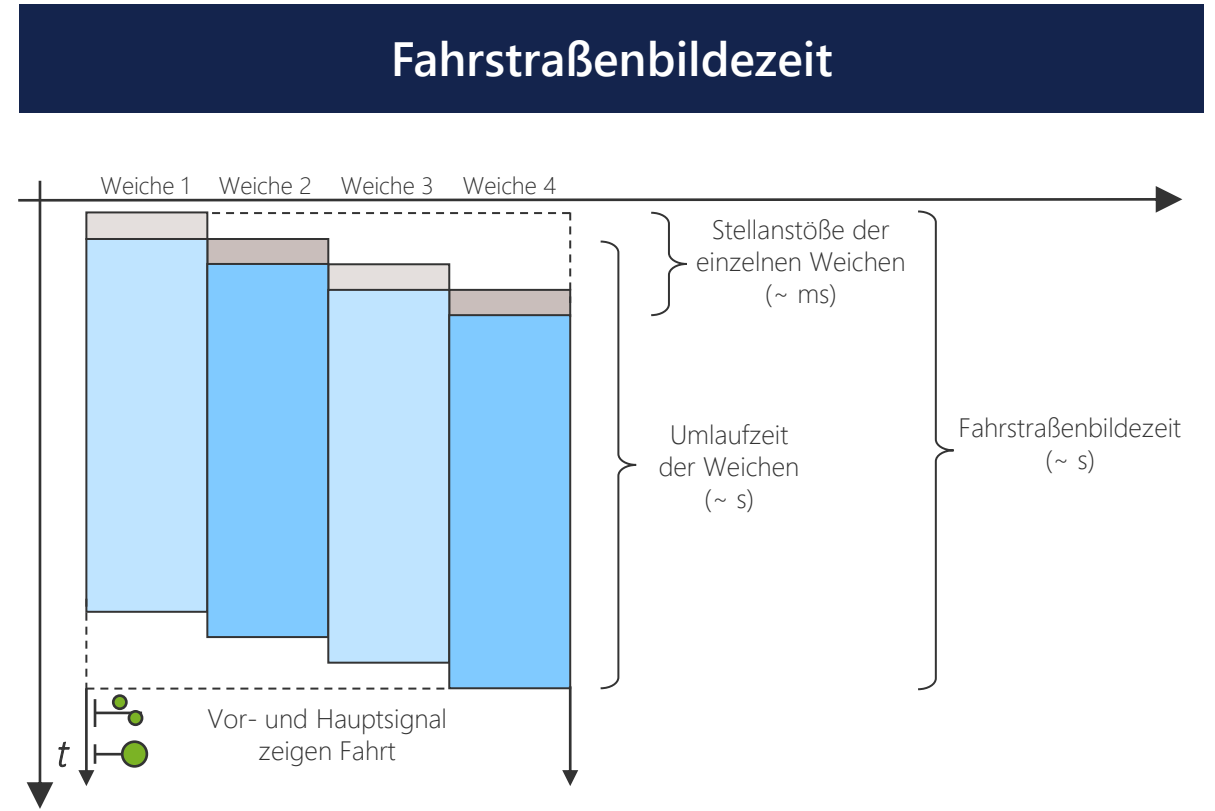 Fahrstraßenbildezeit
Weiche 1 Weiche 2 Weiche 3 Weiche 4
Stellanstöße der
einzelnen Weichen
(~ ms)
Umlaufzeit
der Weichen
(~ s)
Fahrstraßenbildezeit
(~ s)
Vor- und Hauptsignal
zeigen Fahrt
t